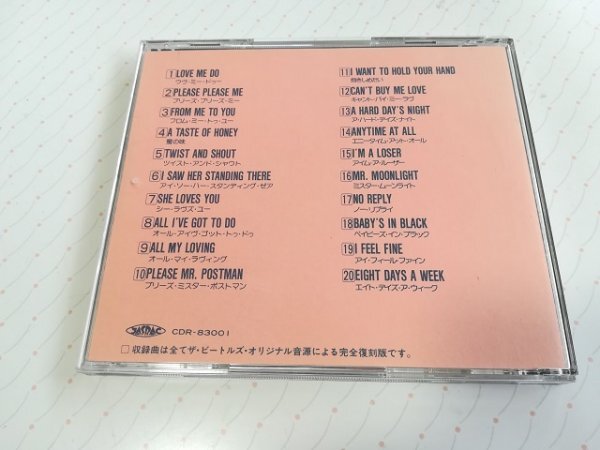 1 LOVE ME DO
ラヴ・ミー・ドゥー
2 PLEASE PLEASE ME
プリーズ・プリーズ・ミー
3 FROM ME TO YOU
フロム・ミー・トゥ・ユー
4 A TASTE OF HONEY
蜜の味
5 TWIST AND SHOUT
ツイスト・アンド・シャウト
6 I SAW HER STANDING THERE
アイ・ソー・ハー・スタンディング・ゼア
7 SHE LOVES YOU
シー・ラヴズ・ユー
8 ALL I'VE GOT TO DO
オール・アイヴ・ゴット・トゥ・ドゥ
9 ALL MY LOVING
オール・マイ・ラヴィング
10 PLEASE MR. POSTMAN
プリーズ・ミスター・ポストマン
11 I WANT TO HOLD YOUR HAND
抱きしめたい
12 CAN'T BUY ME LOVE
キャント・バイ・ミー・ラヴ
13 A HARD DAY'S NIGHT
ア・ハード・デイズ・ナイト
14 ANYTIME AT ALL
エニータイム・アット・オール
15 I'M A LOSER
アイム・ア・ルーザー
16 MR. MOONLIGHT
ミスター・ムーンライト
17 NO REPLY
ノー・リプライ
18 BABY'S IN BLACK
ベイビーズ・イン・ブラック
19 I FEEL FINE
アイ・フィール・ファイン
20 EIGHT DAYS A WEEK
エイト・デイズ・ア・ウィーク
JASRAC CDR-83001
□収録曲は全てザ・ビートルズ・オリジナル音源による完全復刻版です。